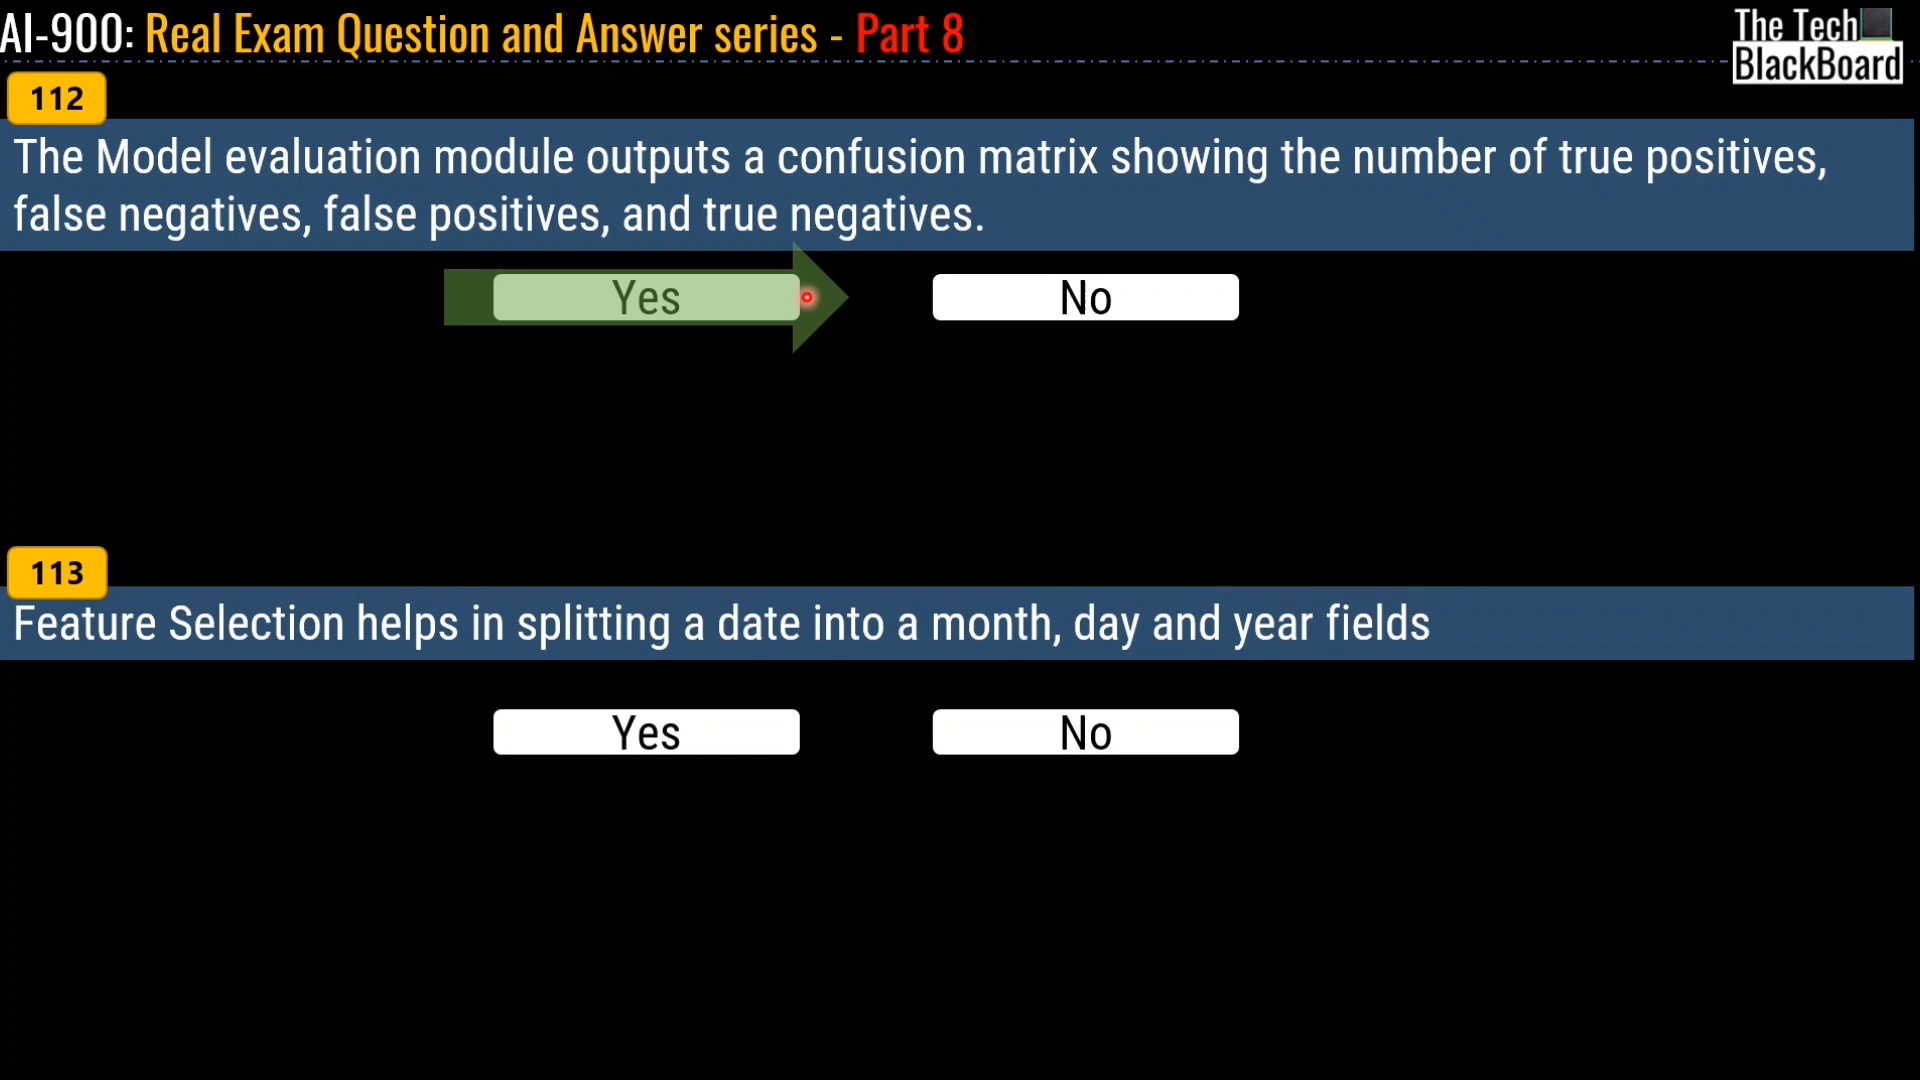 AI-900: Real Exam Question and Answer series - Part 8
The Tech
BlackBoard
112
The Model evaluation module outputs a confusion matrix showing the number of true positives,
false negatives, false positives, and true negatives.
Yes No
113
Feature Selection helps in splitting a date into a month, day and year fields
Yes No